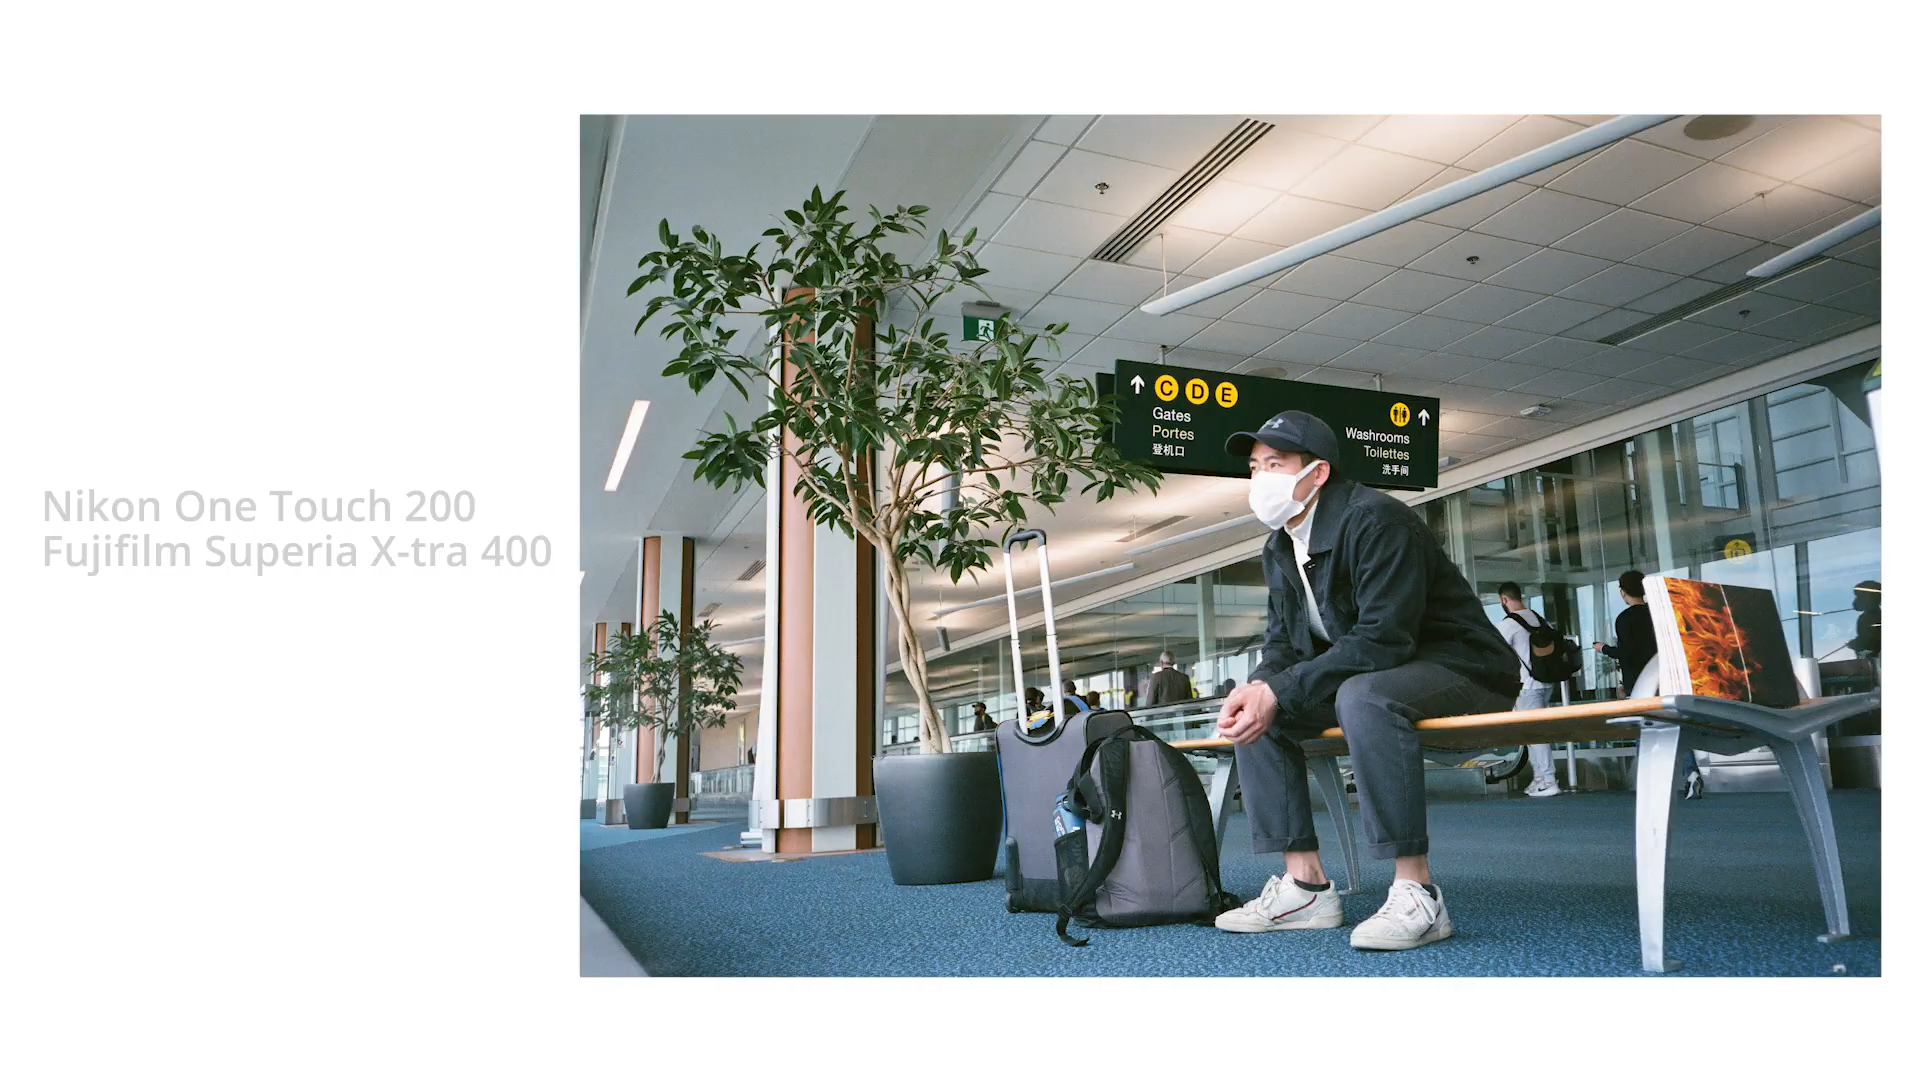 Nikon One Touch 200
Fujifilm Superia X-tra 400
C D E
Gates
Portes
登机口
Washrooms
Toilettes
洗手间